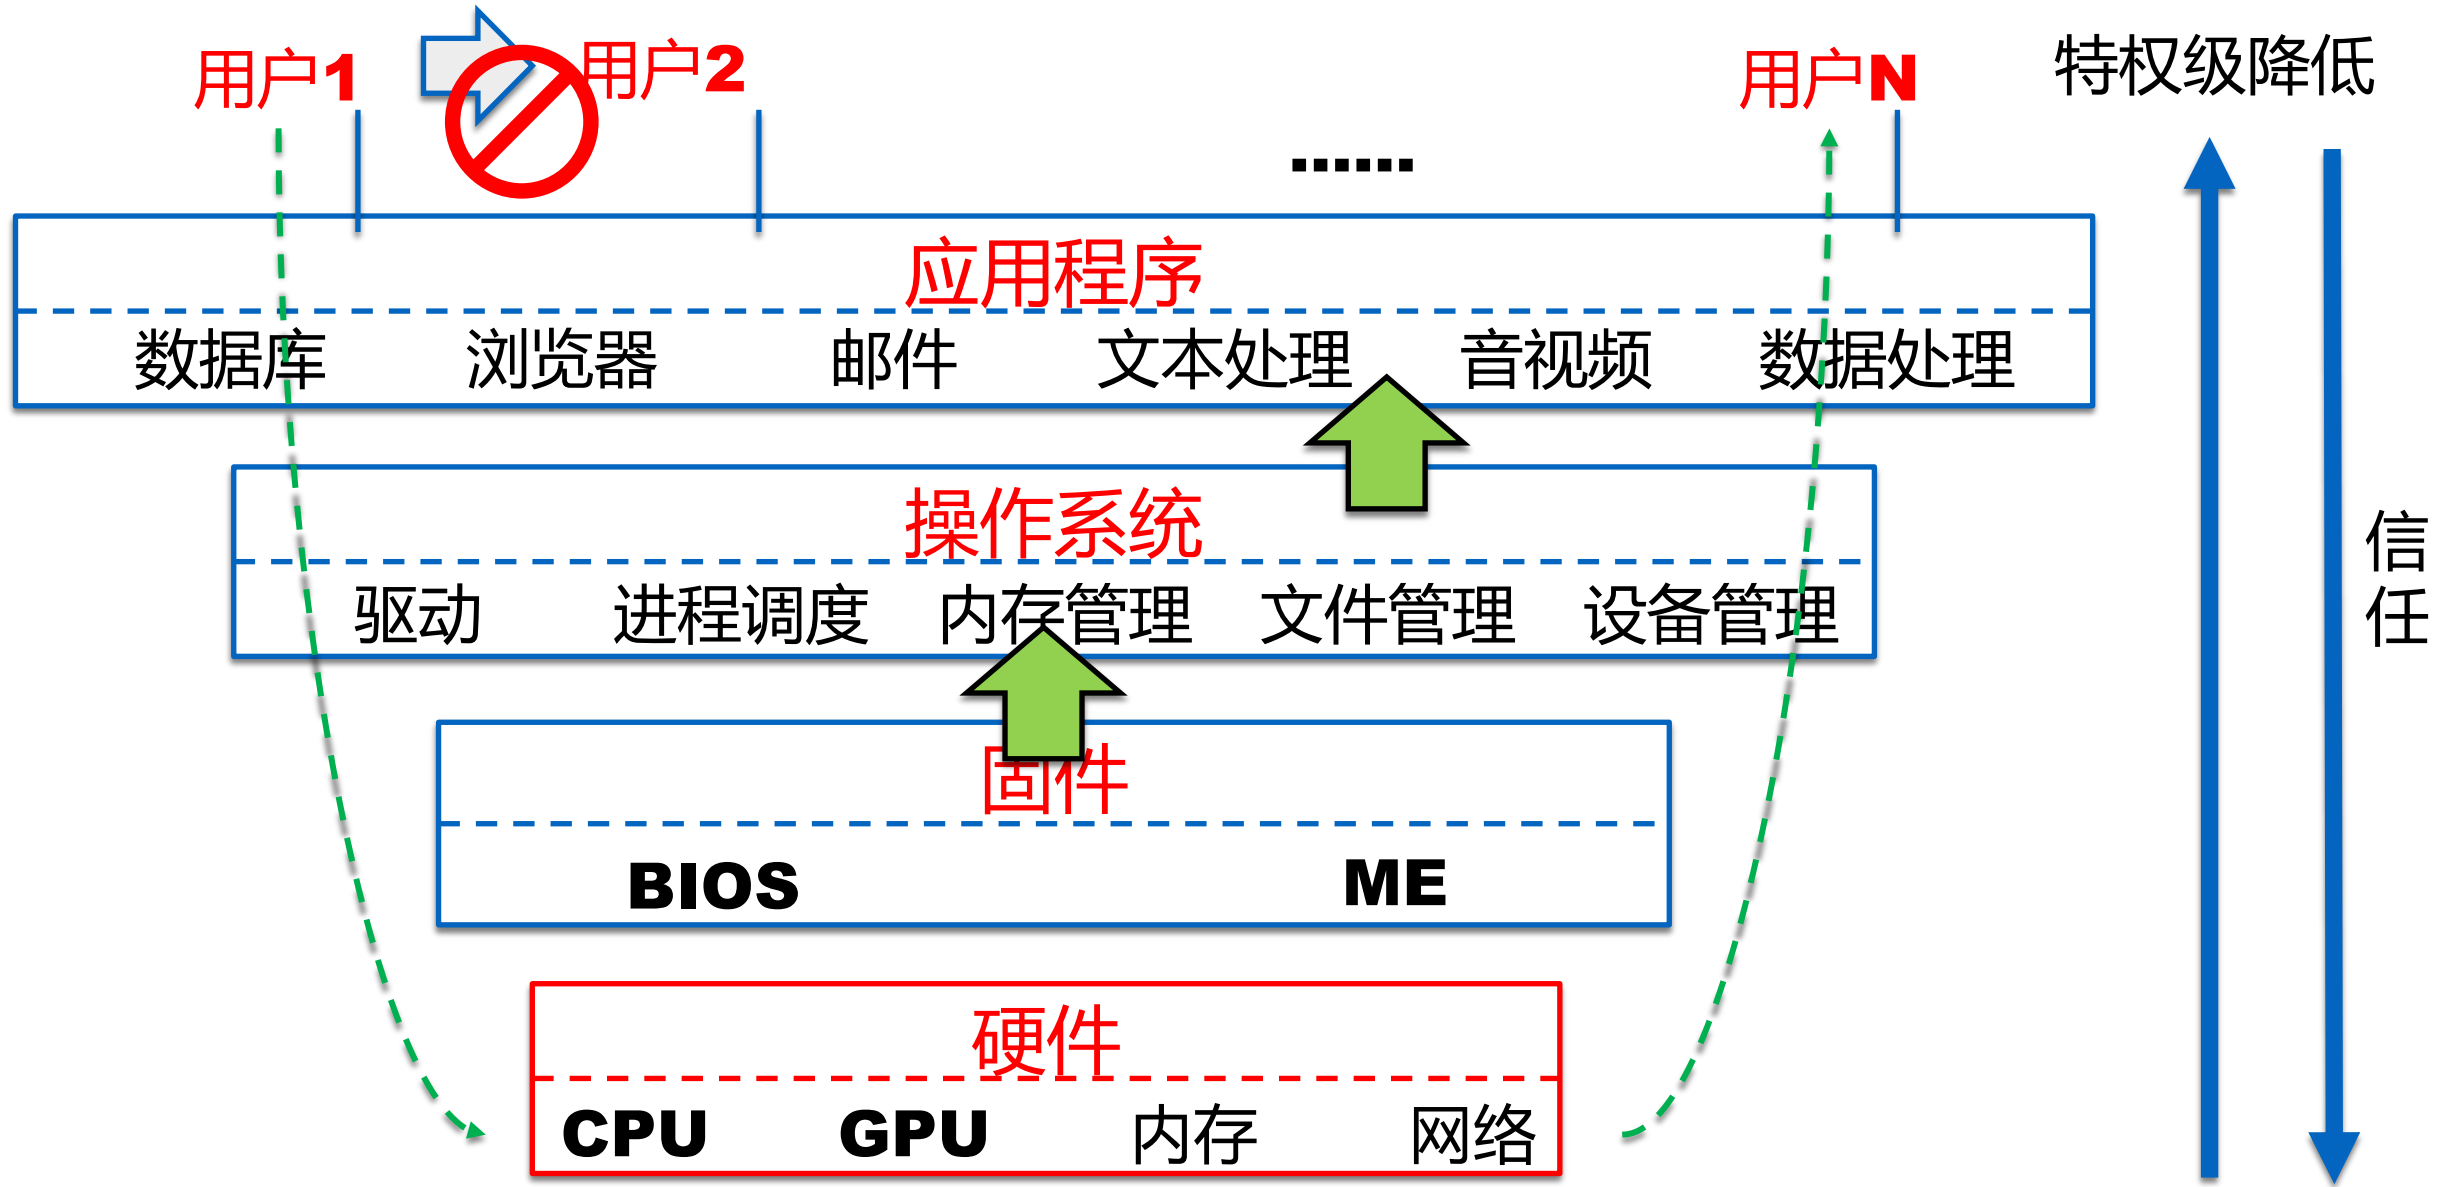 用户1 用户2 用户N 特权级降低
......
应用程序
数据库 浏览器 邮件 文本处理 音视频 数据处理
操作系统
驱动 进程调度 内存管理 文件管理 设备管理
信任
固件
BIOS ME
硬件
CPU GPU 内存 网络